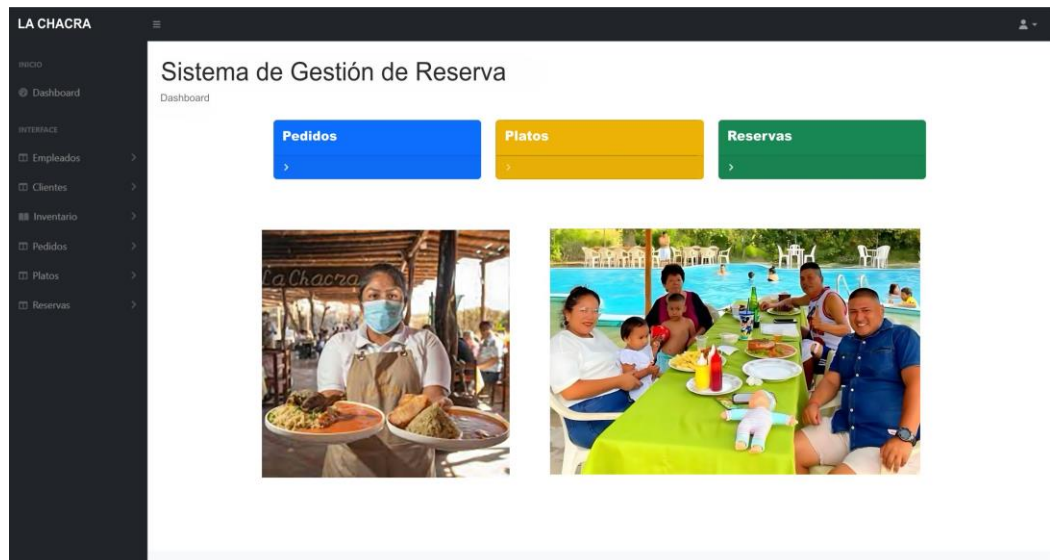 LA CHACRA
INICIO
Dashboard
INTERFACE
Empleados
Clientes
Inventario
Pedidos
Platos
Reservas
Sistema de Gestión de Reserva
Dashboard
Pedidos
Platos
Reservas
La Chacra